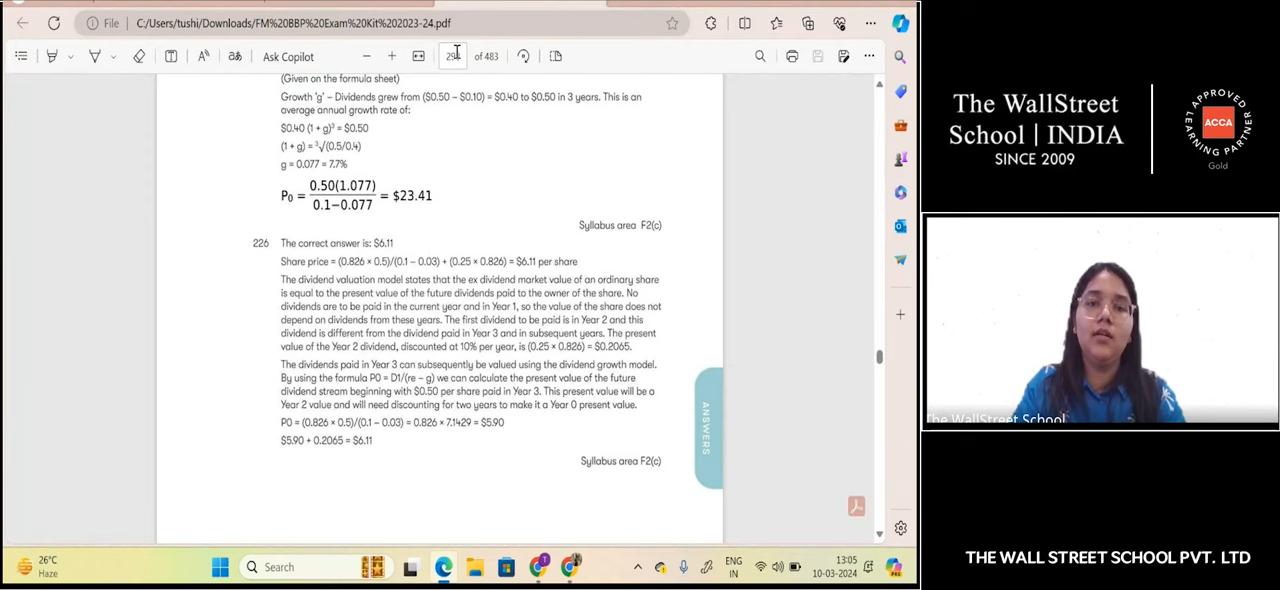 File
C:/Users/tushi/Downloads/FM%20BBP%20Exam%20Kit%202023-24.pdf
Ask Copilot
of 483
(Given on the formula sheet)
Growth 'g' – Dividends grew from ($0.50 – $0.10) = $0.40 to $0.50 in 3 years. This is an
average annual growth rate of:
$0.40 (1 + g)³ = $0.50
(1 + g) = ³√(0.5/0.4)
g = 0.077 = 7.7%
P₀ = 0.50(1.077) / 0.1−0.077 = $23.41
Syllabus area F2(c)
226 The correct answer is: $6.11
Share price = (0.826 × 0.5)/(0.1 – 0.03) + (0.25 × 0.826) = $6.11 per share
The dividend valuation model states that the ex dividend market value of an ordinary share
is equal to the present value of the future dividends paid to the owner of the share. No
dividends are to be paid in the current year and in Year 1, so the value of the share does not
depend on dividends from these years. The first dividend to be paid is in Year 2 and this
dividend is different from the dividend paid in Year 3 and in subsequent years. The present
value of the Year 2 dividend, discounted at 10% per year, is (0.25 × 0.826) = $0.2065.
The dividends paid in Year 3 can subsequently be valued using the dividend growth model.
By using the formula P0 = D1/(re – g) we can calculate the present value of the future
dividend stream beginning with $0.50 per share paid in Year 3. This present value will be a
Year 2 value and will need discounting for two years to make it a Year 0 present value.
P0 = (0.826 × 0.5)/(0.1 – 0.03) = 0.826 × 7.1429 = $5.90
$5.90 + 0.2065 = $6.11
Syllabus area F2(c)
ANSWERS
26°C
Haze
Search
ENG
IN
13:05
10-03-2024
The WallStreet
School | INDIA
SINCE 2009
APPROVED
LEARNING PARTNER
ACCA
Gold
The WallStreet School
THE WALL STREET SCHOOL PVT. LTD